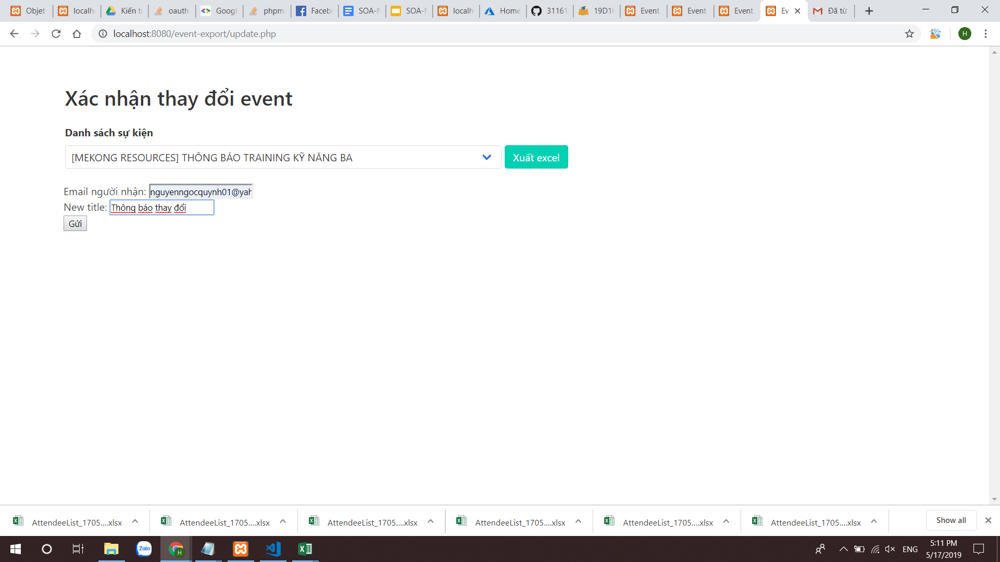 Objet
localh
Kiến tr
oauth
Googl
phpm
Facebo
SOA-N
SOA-N
localh
Home
31161
19D1I
Event
Event
Event
Ev
Đã từ
localhost:8080/event-export/update.php
H
Xác nhận thay đổi event
Danh sách sự kiện
[MEKONG RESOURCES] THÔNG BÁO TRAINING KỸ NĂNG BA
Xuất excel
Email người nhận: nguyenngocquynh01@yah
New title: Thông báo thay đổi
Gửi
AttendeeList_1705....xlsx
AttendeeList_1705....xlsx
AttendeeList_1705....xlsx
AttendeeList_1705....xlsx
AttendeeList_1705....xlsx
AttendeeList_1705....xlsx
Show all
Zalo
H
ENG
5:11 PM
5/17/2019